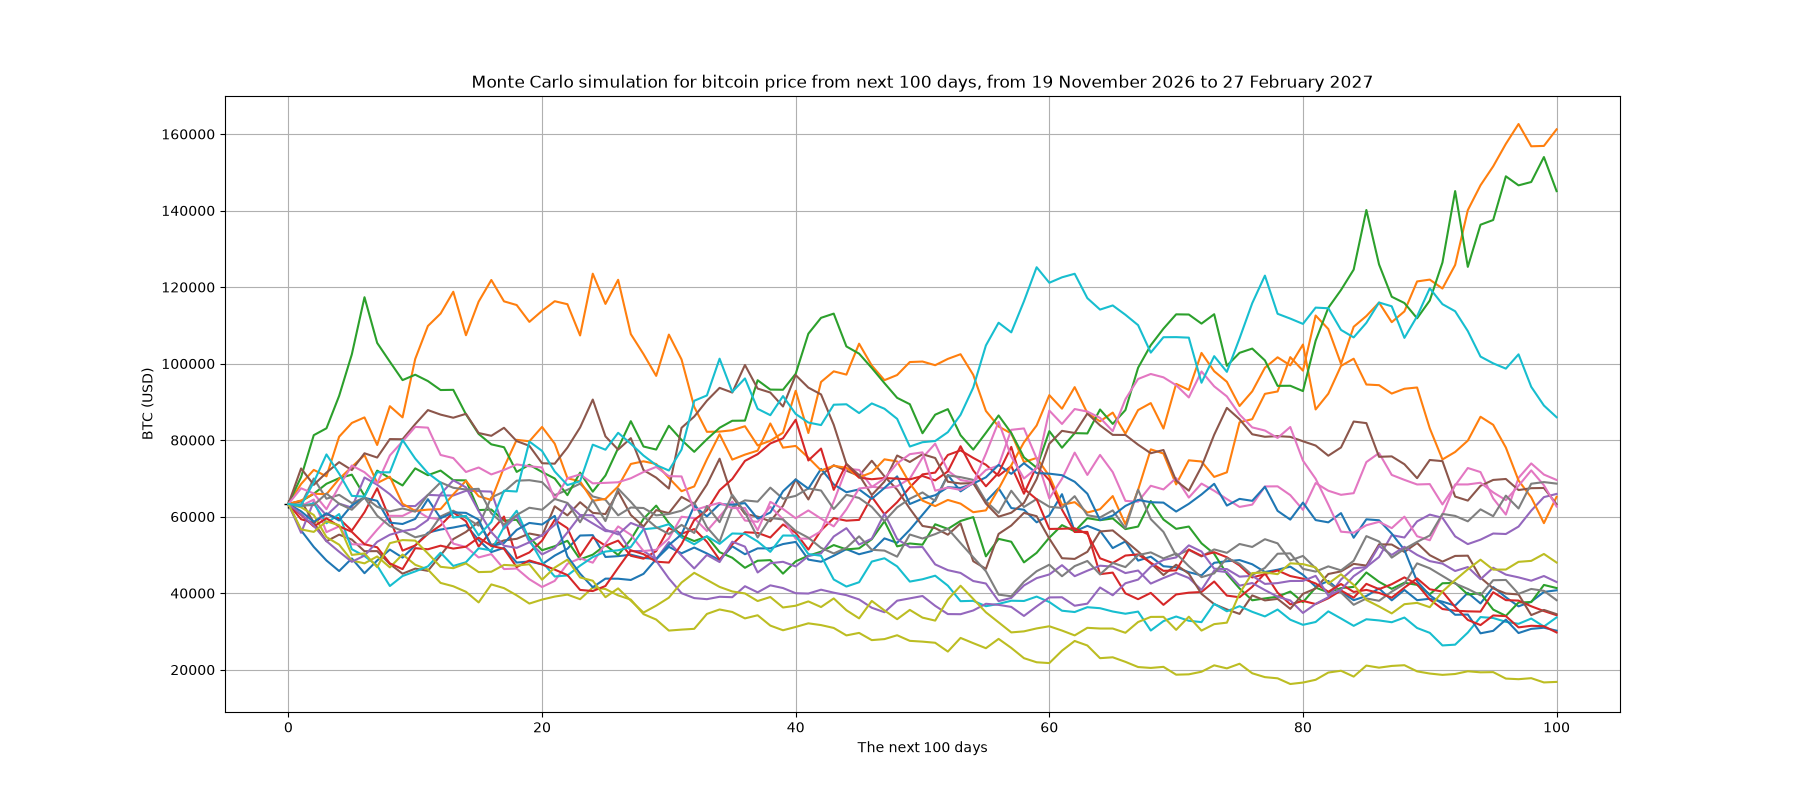 Monte Carlo simulation for bitcoin price from next 100 days, from 19 November 2026 to 27 February 2027
160000
140000
120000
100000
80000
60000
40000
20000
BTC (USD)
0 20 40 60 80 100
The next 100 days